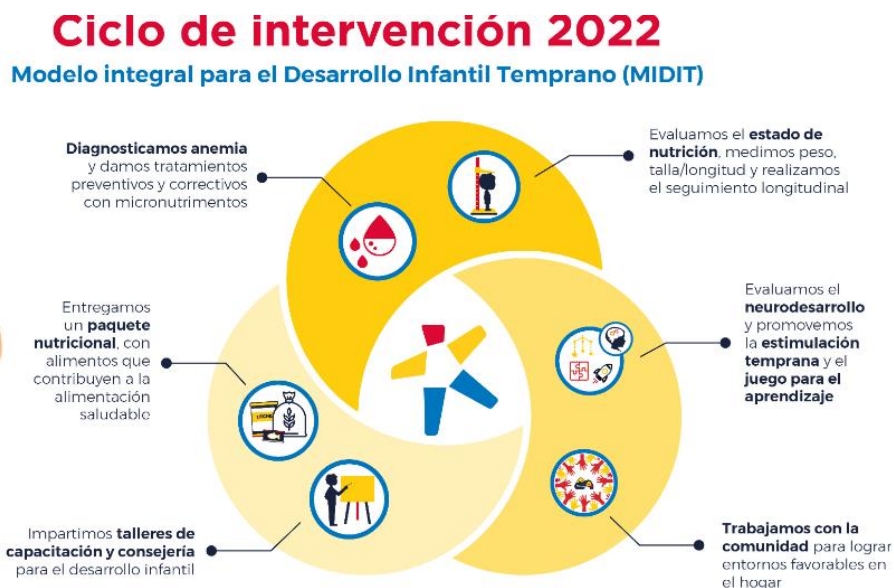 Ciclo de intervención 2022
Modelo integral para el Desarrollo Infantil Temprano (MIDIT)
Diagnosticamos anemia
y damos tratamientos
preventivos y correctivos
con micronutrimentos
Evaluamos el estado de
nutrición, medimos peso,
talla/longitud y realizamos
el seguimiento longitudinal
Entregamos
un paquete
nutricional, con
alimentos que
contribuyen a la
alimentación
saludable
Evaluamos el
neurodesarrollo
y promovemos
la estimulación
temprana y el
juego para el
aprendizaje
LECHE
Impartimos talleres de
capacitación y consejería
para el desarrollo infantil
Trabajamos con la
comunidad para lograr
entornos favorables en
el hogar